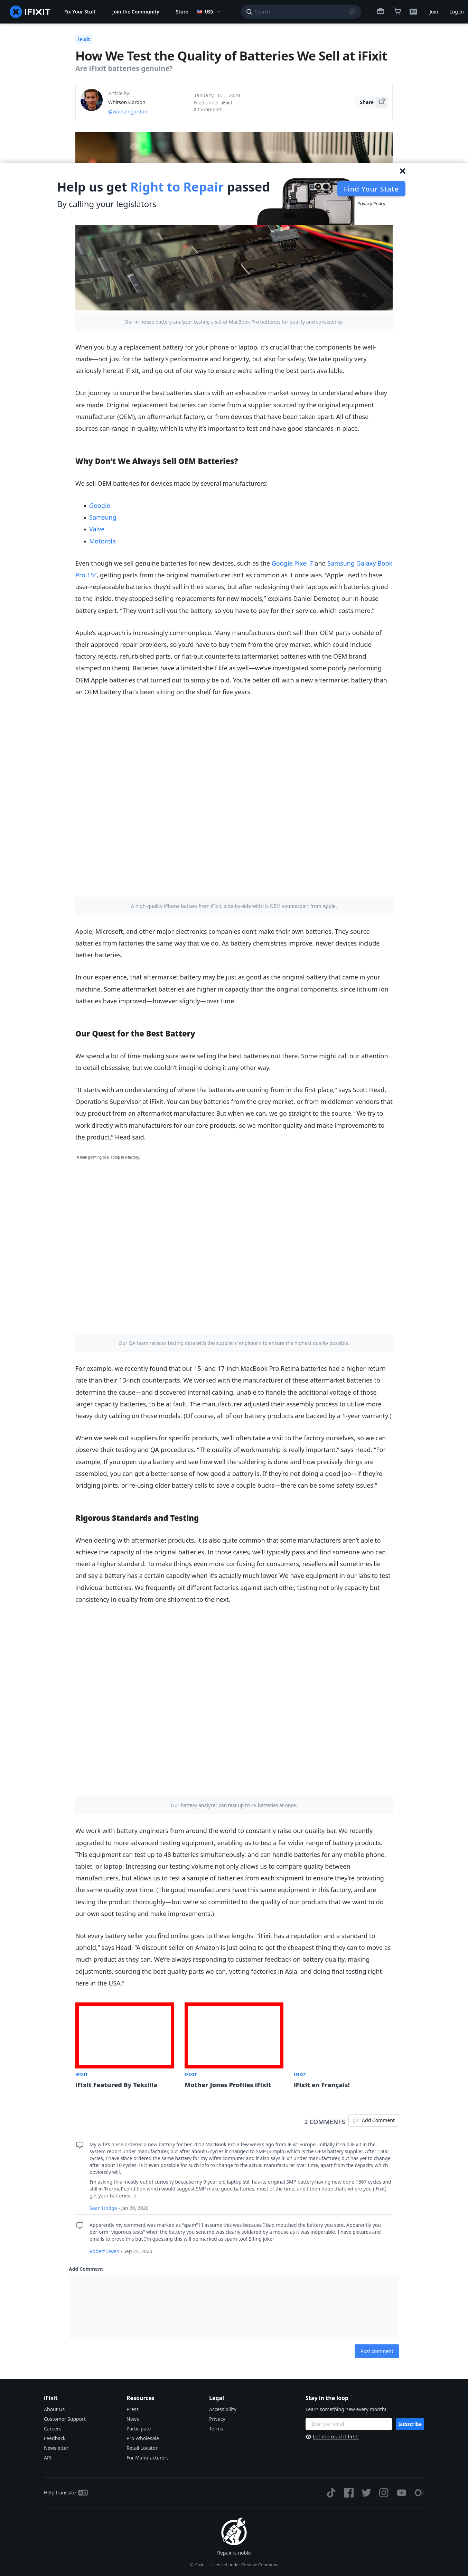 IFIXIT
Fix Your Stuff
Join the Community
Store
USD
Search
Join
Log In
iFixit
How We Test the Quality of Batteries We Sell at iFixit
Are iFixit batteries genuine?
Article by:
Whitson Gordon
@whitsongordon
January 15, 2020
Filed under: iFixit
2 Comments
Share
Help us get Right to Repair passed
By calling your legislators
Find Your State
Privacy Policy
Our in-house battery analyzer, testing a set of MacBook Pro batteries for quality and consistency.
When you buy a replacement battery for your phone or laptop, it's crucial that the components be well-
made—not just for the battery's performance and longevity, but also for safety. We take quality very
seriously here at iFixit, and go out of our way to ensure we're selling the best parts available.
Our journey to source the best batteries starts with an exhaustive market survey to understand where they
are made. Original replacement batteries can come from a supplier sourced by the original equipment
manufacturer (OEM), an aftermarket factory, or from devices that have been taken apart. All of these
sources can range in quality, which is why it's important to test and have good standards in place.
Why Don't We Always Sell OEM Batteries?
We sell OEM batteries for devices made by several manufacturers:
Google
Samsung
Valve
Motorola
Even though we sell genuine batteries for new devices, such as the Google Pixel 7 and Samsung Galaxy Book
Pro 15", getting parts from the original manufacturer isn't as common as it once was. "Apple used to have
user-replaceable batteries they'd sell in their stores, but after redesigning their laptops with batteries glued
to the inside, they stopped selling replacements for new models," explains Daniel Demeter, our in-house
battery expert. "They won't sell you the battery, so you have to pay for their service, which costs more."
Apple's approach is increasingly commonplace. Many manufacturers don't sell their OEM parts outside of
their approved repair providers, so you'd have to buy them from the grey market, which could include
factory rejects, refurbished parts, or flat-out counterfeits (aftermarket batteries with the OEM brand
stamped on them). Batteries have a limited shelf life as well—we've investigated some poorly performing
OEM Apple batteries that turned out to simply be old. You're better off with a new aftermarket battery than
an OEM battery that's been sitting on the shelf for five years.
A high-quality iPhone battery from iFixit, side-by-side with its OEM counterpart from Apple.
Apple, Microsoft, and other major electronics companies don't make their own batteries. They source
batteries from factories the same way that we do. As battery chemistries improve, newer devices include
better batteries.
In our experience, that aftermarket battery may be just as good as the original battery that came in your
machine. Some aftermarket batteries are higher in capacity than the original components, since lithium ion
batteries have improved—however slightly—over time.
Our Quest for the Best Battery
We spend a lot of time making sure we're selling the best batteries out there. Some might call our attention
to detail obsessive, but we couldn't imagine doing it any other way.
"It starts with an understanding of where the batteries are coming from in the first place," says Scott Head,
Operations Supervisor at iFixit. You can buy batteries from the grey market, or from middlemen vendors that
buy product from an aftermarket manufacturer. But when we can, we go straight to the source. "We try to
work directly with manufacturers for our core products, so we monitor quality and make improvements to
the product," Head said.
A man pointing to a laptop in a factory.
Our QA team reviews testing data with the suppliers' engineers to ensure the highest quality possible.
For example, we recently found that our 15- and 17-inch MacBook Pro Retina batteries had a higher return
rate than their 13-inch counterparts. We worked with the manufacturer of these aftermarket batteries to
determine the cause—and discovered internal cabling, unable to handle the additional voltage of those
larger capacity batteries, to be at fault. The manufacturer adjusted their assembly process to utilize more
heavy duty cabling on those models. (Of course, all of our battery products are backed by a 1-year warranty.)
When we seek out suppliers for specific products, we'll often take a visit to the factory ourselves, so we can
observe their testing and QA procedures. "The quality of workmanship is really important," says Head. "For
example, If you open up a battery and see how well the soldering is done and how precisely things are
assembled, you can get a better sense of how good a battery is. If they're not doing a good job—if they're
bridging joints, or re-using older battery cells to save a couple bucks—there can be some safety issues."
Rigorous Standards and Testing
When dealing with aftermarket products, it is also quite common that some manufacturers aren't able to
achieve the capacity of the original batteries. In those cases, we'll typically pass and find someone who can
meet a higher standard. To make things even more confusing for consumers, resellers will sometimes lie
and say a battery has a certain capacity when it's actually much lower. We have equipment in our labs to test
individual batteries. We frequently pit different factories against each other, testing not only capacity but
consistency in quality from one shipment to the next.
Our battery analyzer can test up to 48 batteries at once.
We work with battery engineers from around the world to constantly raise our quality bar. We recently
upgraded to more advanced testing equipment, enabling us to test a far wider range of battery products.
This equipment can test up to 48 batteries simultaneously, and can handle batteries for any mobile phone,
tablet, or laptop. Increasing our testing volume not only allows us to compare quality between
manufacturers, but allows us to test a sample of batteries from each shipment to ensure they're providing
the same quality over time. (The good manufacturers have this same equipment in this factory, and are
testing the product thoroughly—but we're so committed to the quality of our products that we want to do
our own spot testing and make improvements.)
Not every battery seller you find online goes to these lengths. "iFixit has a reputation and a standard to
uphold," says Head. "A discount seller on Amazon is just going to get the cheapest thing they can to move as
much product as they can. We're always responding to customer feedback on battery quality, making
adjustments, sourcing the best quality parts we can, vetting factories in Asia, and doing final testing right
here in the USA."
IFIXIT
iFixit Featured By Tekzilla
IFIXIT
Mother Jones Profiles iFixit
IFIXIT
iFixit en Français!
2 COMMENTS
Add Comment
My wife's niece ordered a new battery for her 2012 MacBook Pro a few weeks ago from iFixit Europe. Initially it said iFixit in the
system report under manufacturer, but after about 6 cycles it changed to SMP (Simplo) which is the OEM battery supplier. After 1300
cycles, I have since ordered the same battery for my wife's computer and it also says iFixit under manufacturer, but has yet to change
at about 10 cycles. Is it even possible for such info to change to the actual manufacturer over time, apart from the capacity which
obviously will.
I'm asking this mostly out of curiosity because my 9 year old laptop still has its original SMP battery having now done 1867 cycles and
still in 'Normal' condition which would suggest SMP make good batteries, most of the time, and I then hope that's where you (iFixit)
get your batteries :-)
Sean Hodge - Jan 20, 2020
Apparently my comment was marked as "spam"! I assume this was because I bad mouthed the battery you sent. Apparently you
perform "vigorous tests" when the battery you sent me was clearly soldered by a mouse as it was inoperable. I have pictures and
emails to prove this but I'm guessing this will be marked as spam too! Effing joke!
Robert Owen - Sep 24, 2020
Add Comment
Post comment
iFixit
About Us
Customer Support
Careers
Feedback
Newsletter
API
Resources
Press
News
Participate
Pro Wholesale
Retail Locator
For Manufacturers
Legal
Accessibility
Privacy
Terms
Stay in the loop
Learn something new every month!
Enter your email
Subscribe
Let me read it first!
Help translate
Repair is noble
© iFixit — Licensed under Creative Commons